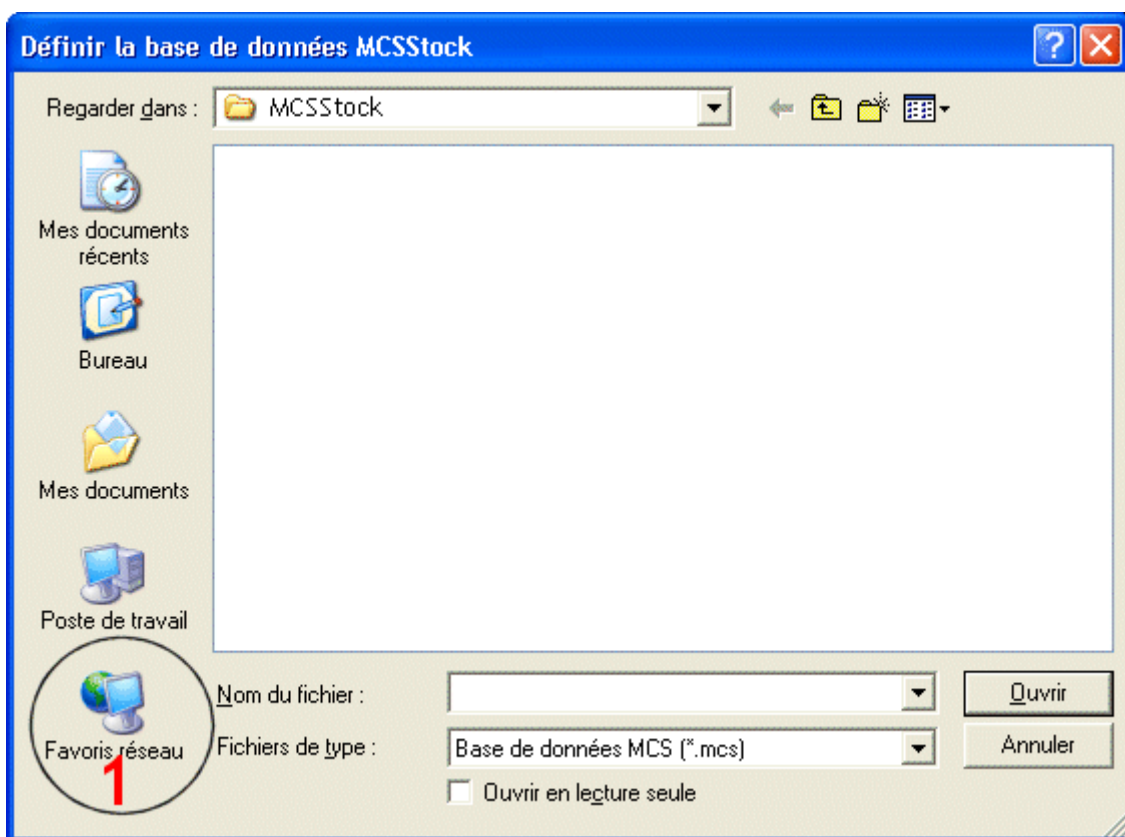 Définir la base de données MCSStock
Regarder dans :
MCSStock
Mes documents
récents
Bureau
Mes documents
Poste de travail
Favoris réseau
1
Nom du fichier :
Ouvrir
Fichiers de type :
Base de données MCS (*.mcs)
Annuler
Ouvrir en lecture seule